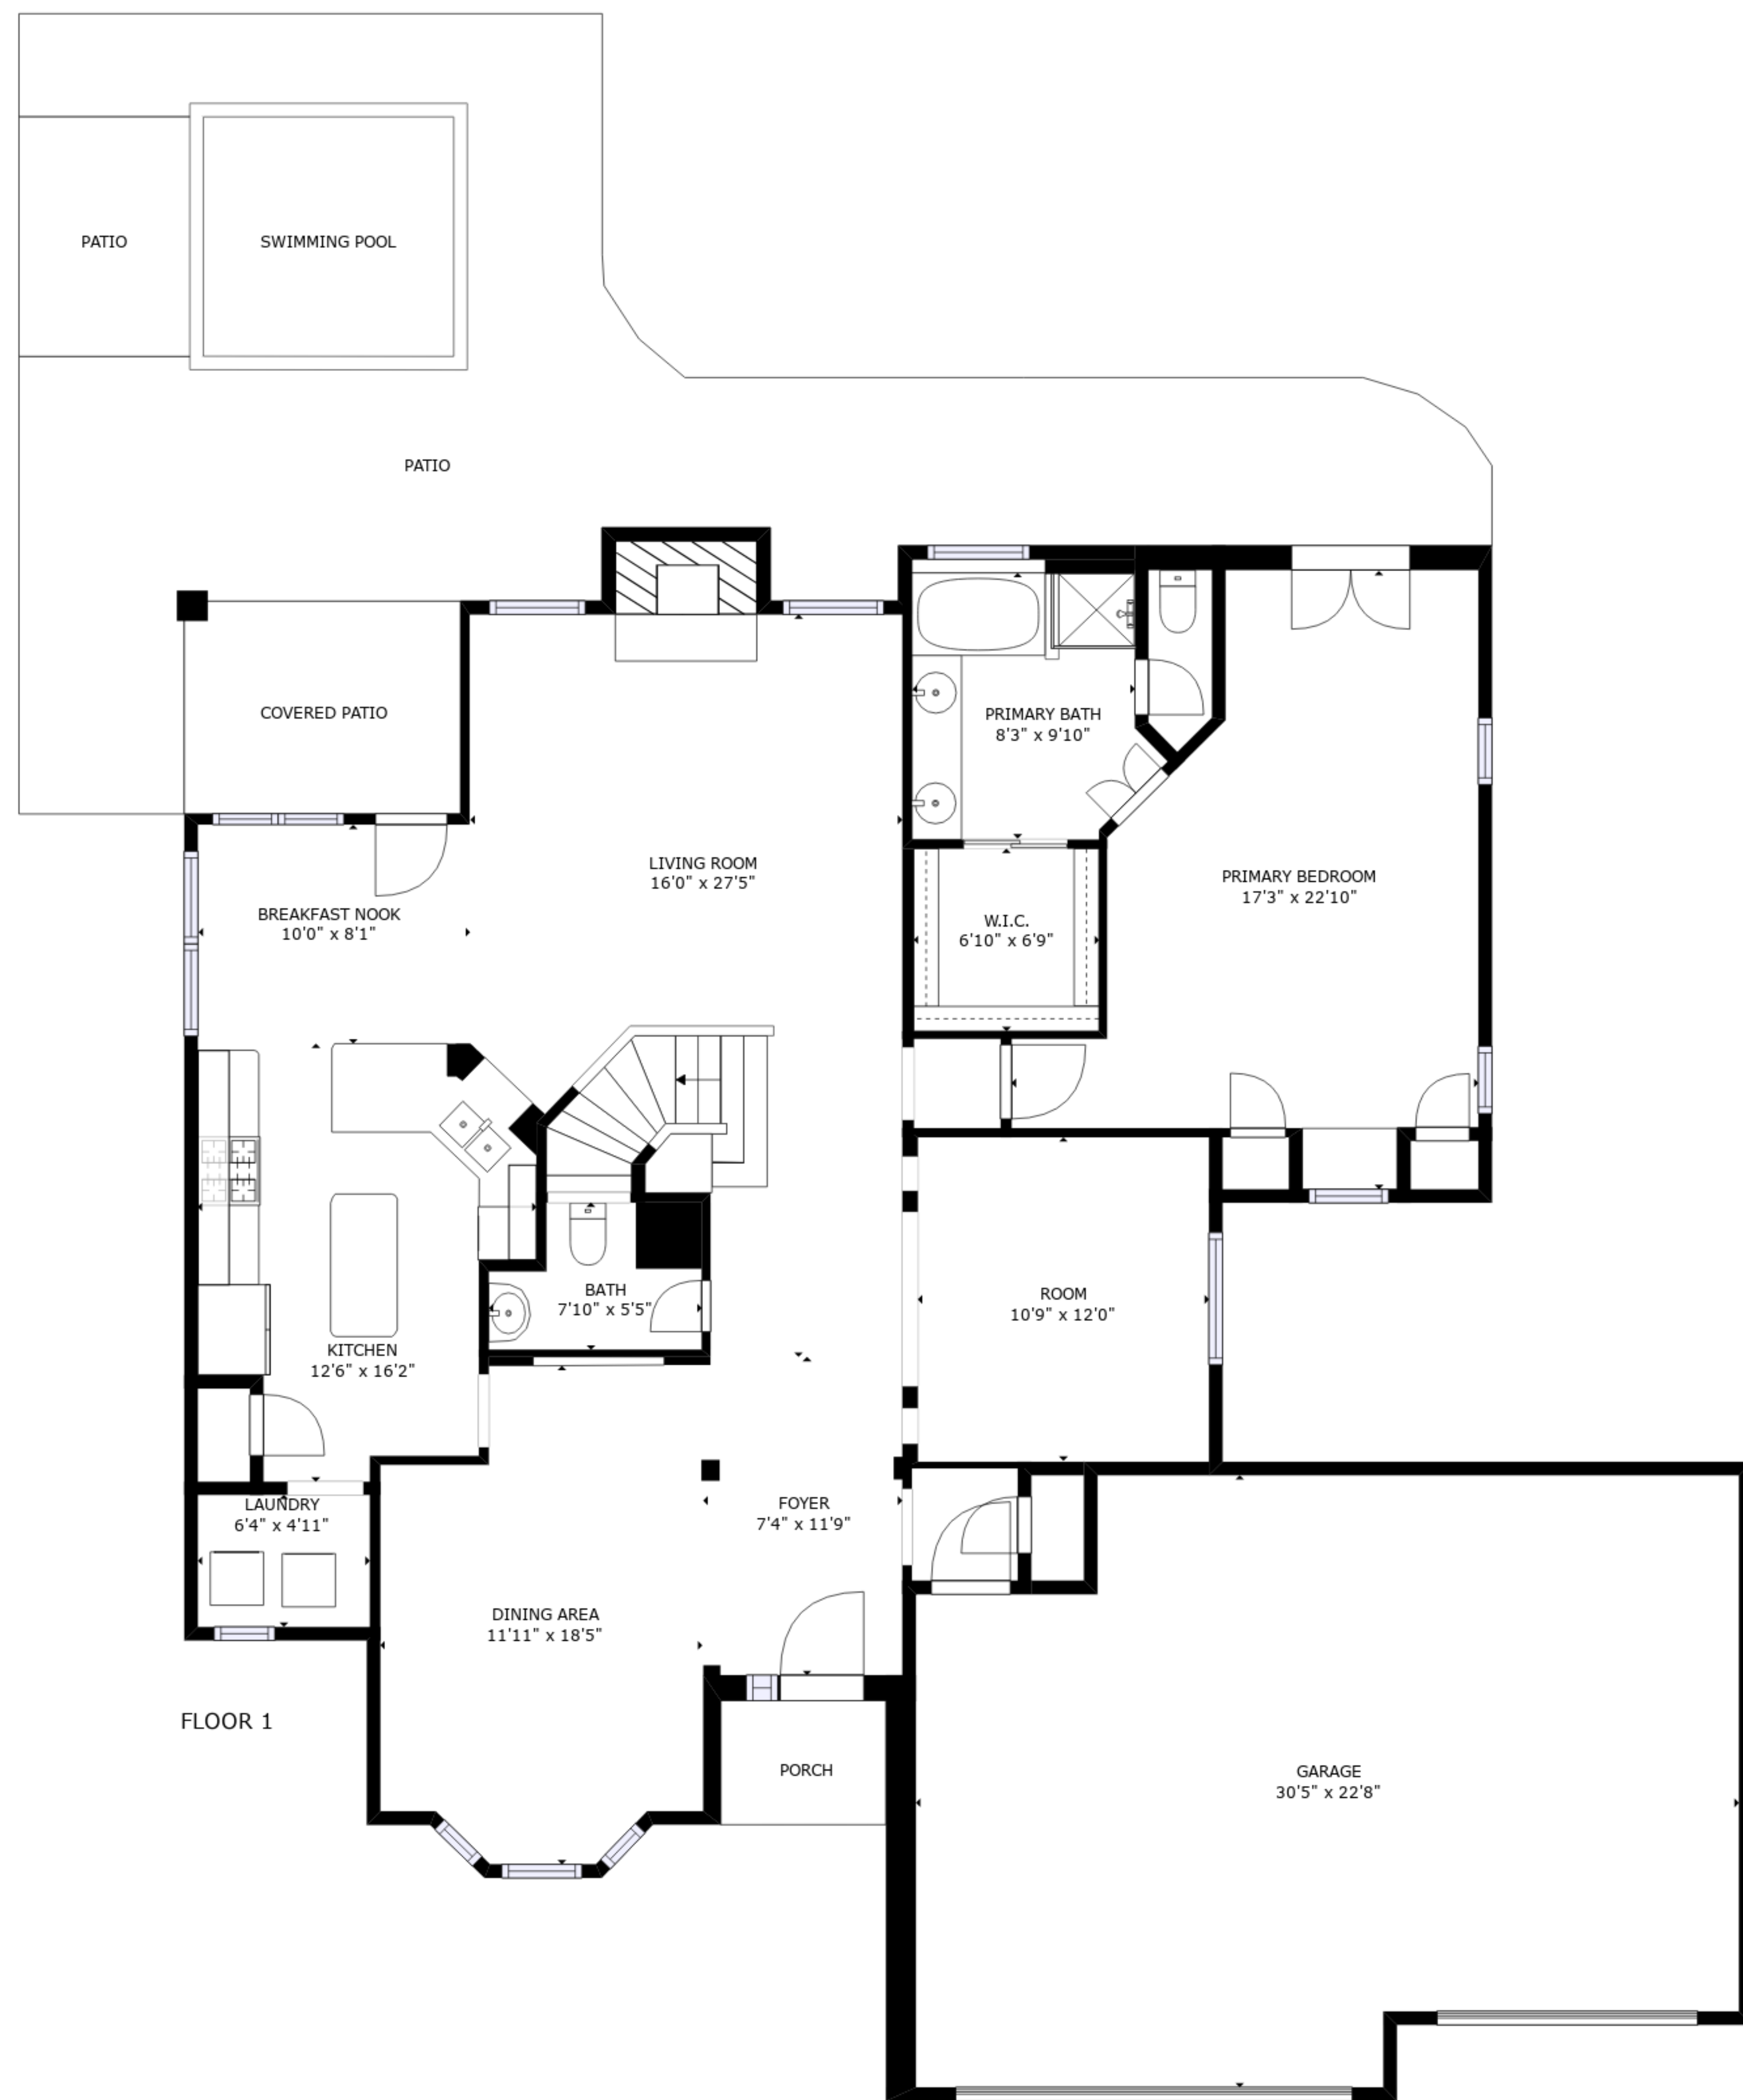 PATIO
SWIMMING POOL
PATIO
COVERED PATIO
PRIMARY BATH
8'3" x 9'10"
LIVING ROOM
16'0" x 27'5"
PRIMARY BEDROOM
17'3" x 22'10"
BREAKFAST NOOK
10'0" x 8'1"
W.I.C.
6'10" x 6'9"
BATH
7'10" x 5'5"
ROOM
10'9" x 12'0"
KITCHEN
12'6" x 16'2"
LAUNDRY
6'4" x 4'11"
FOYER
7'4" x 11'9"
DINING AREA
11'11" x 18'5"
FLOOR 1
PORCH
GARAGE
30'5" x 22'8"